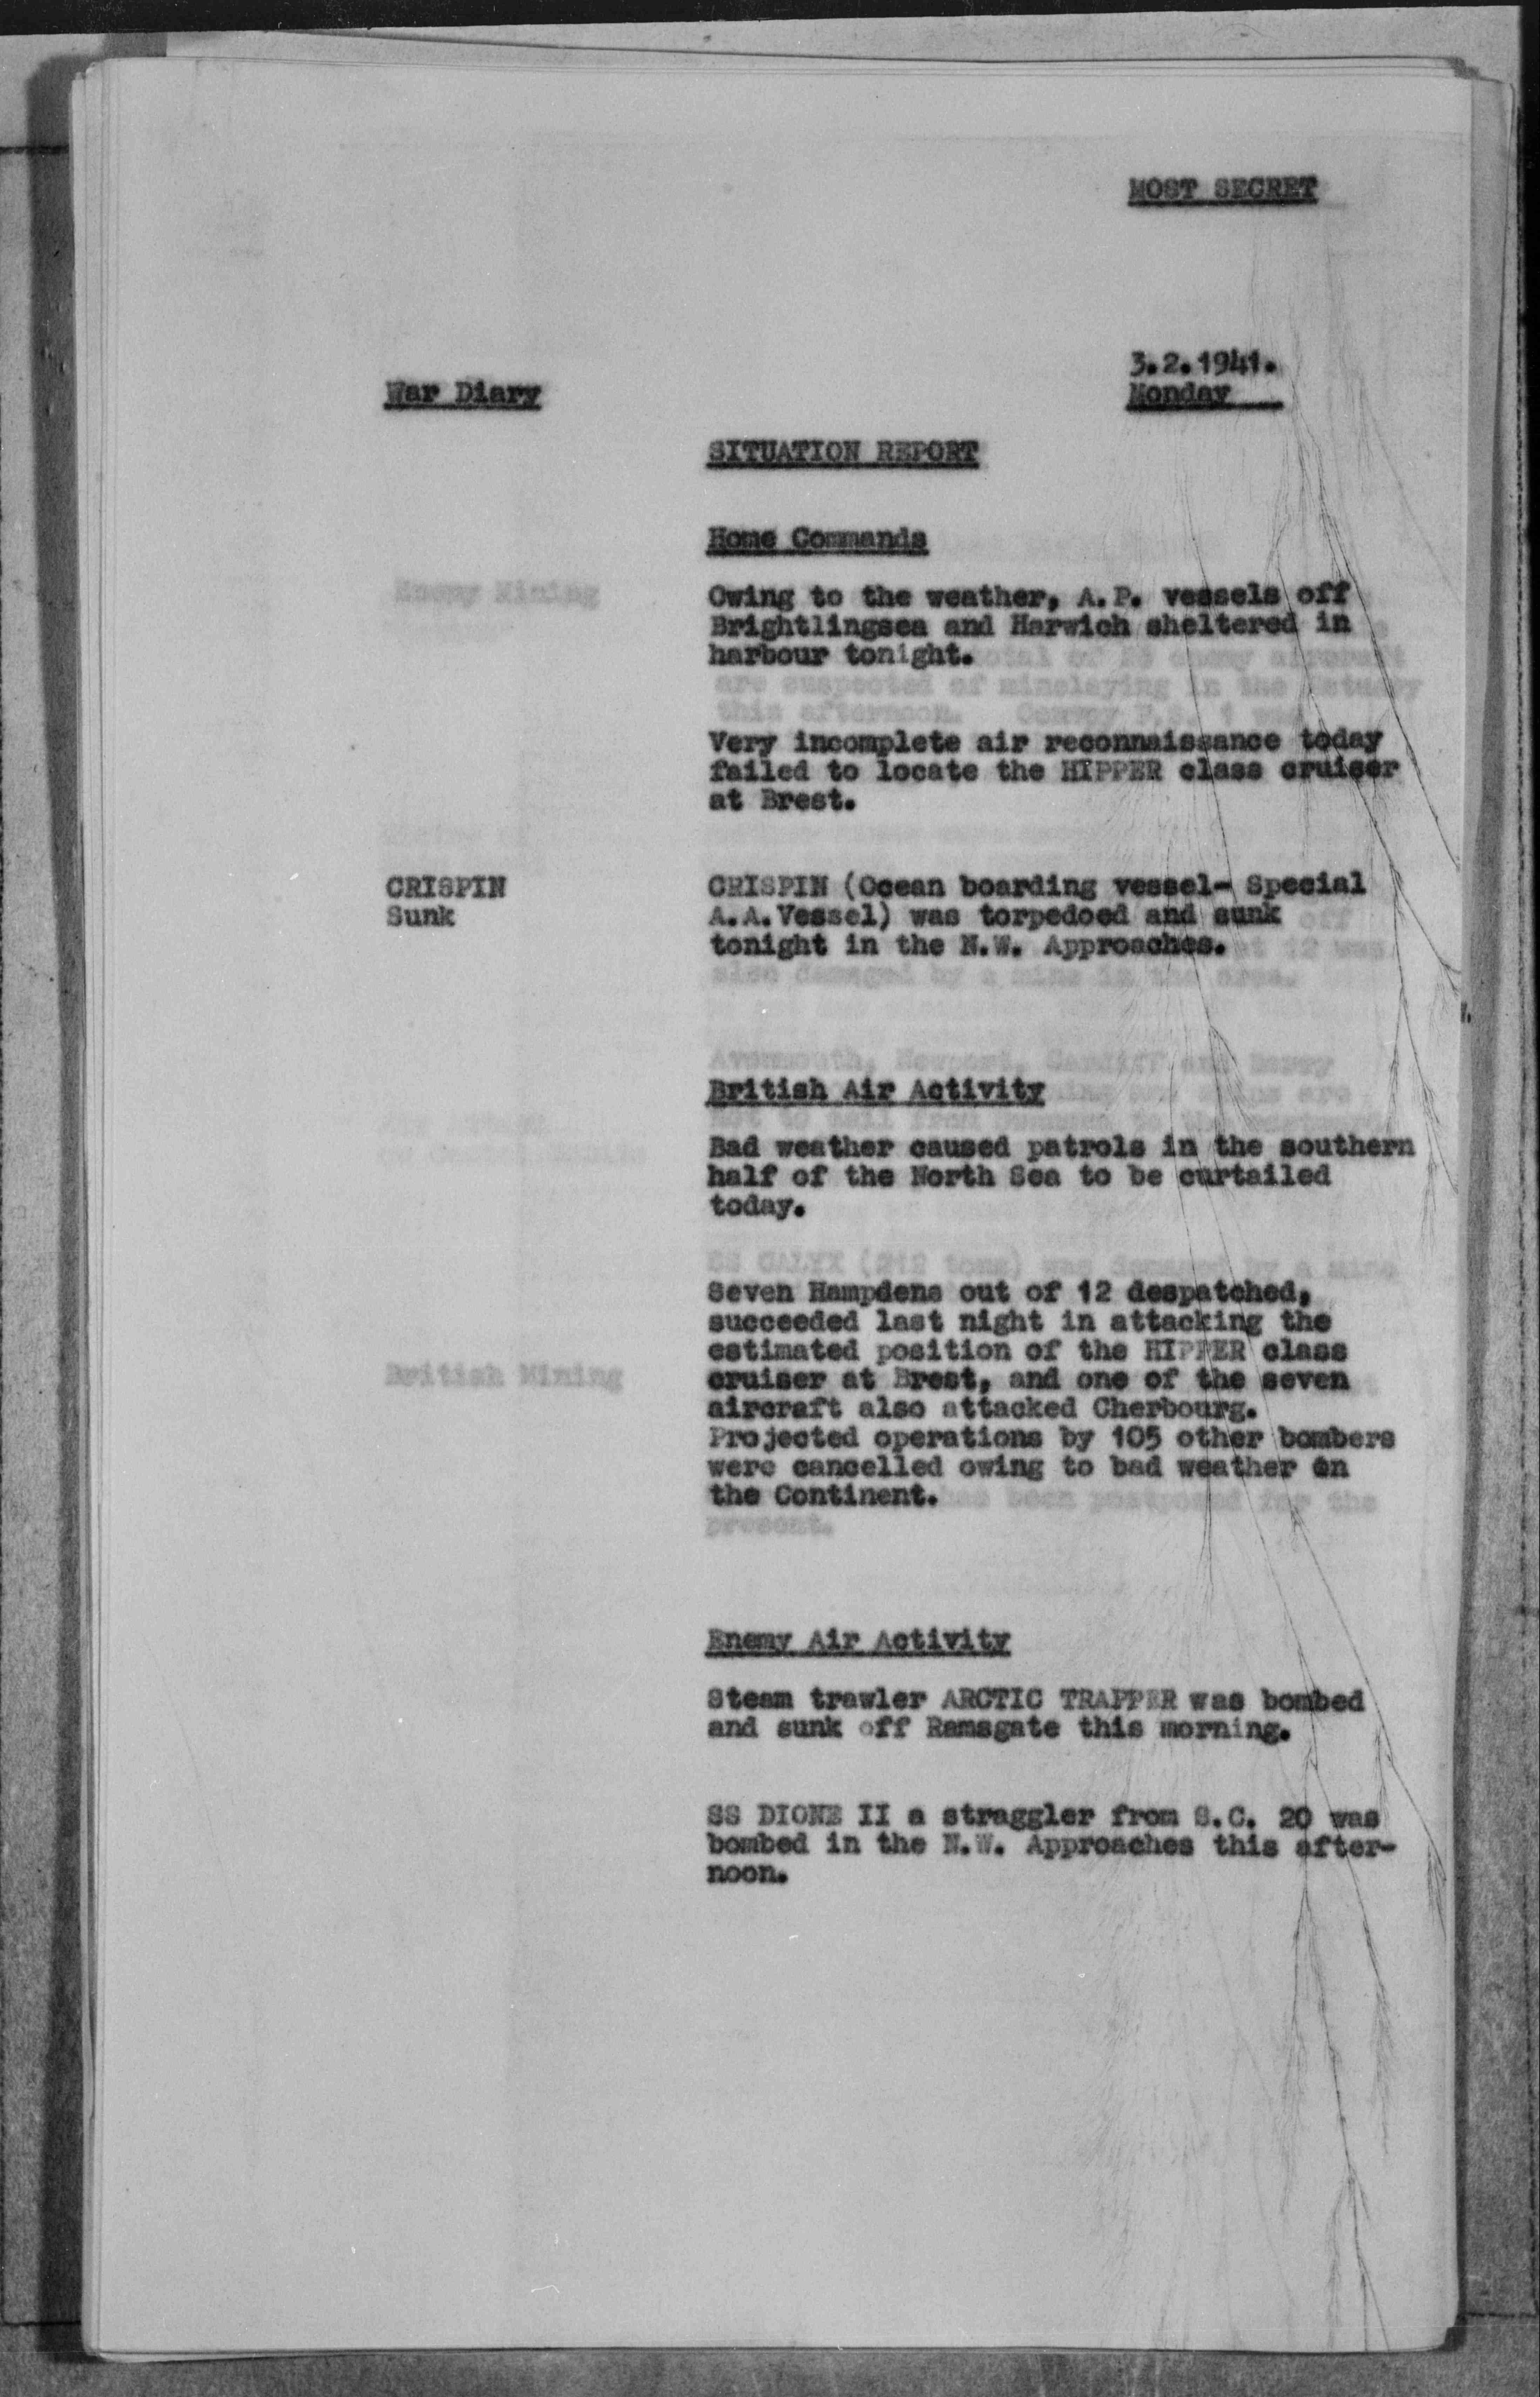 MOST SECRET
3.2.1941.
War Diary
Monday
SITUATION REPORT
Home Commands
Owing to the weather, A.P. vessels off
Brightlingsea and Harwich sheltered in
harbour tonight.
Very incomplete air reconnaissance today
failed to locate the HIPPER class cruiser
at Brest.
CRISPIN
Sunk
CRISPIN (Ocean boarding vessel- Special
A.A.Vessel) was torpedoed and sunk
tonight in the N.W. Approaches.
British Air Activity
Bad weather caused patrols in the southern
half of the North Sea to be curtailed
today.
Seven Hampdens out of 12 despatched,
succeeded last night in attacking the
estimated position of the HIPPER class
cruiser at Brest, and one of the seven
aircraft also attacked Cherbourg.
Projected operations by 105 other bombers
were cancelled owing to bad weather on
the Continent.
Enemy Air Activity
Steam trawler ARCTIC TRAPPER was bombed
and sunk off Ramsgate this morning.
SS DIONE II a straggler from S.C. 20 was
bombed in the N.W. Approaches this after-
noon.